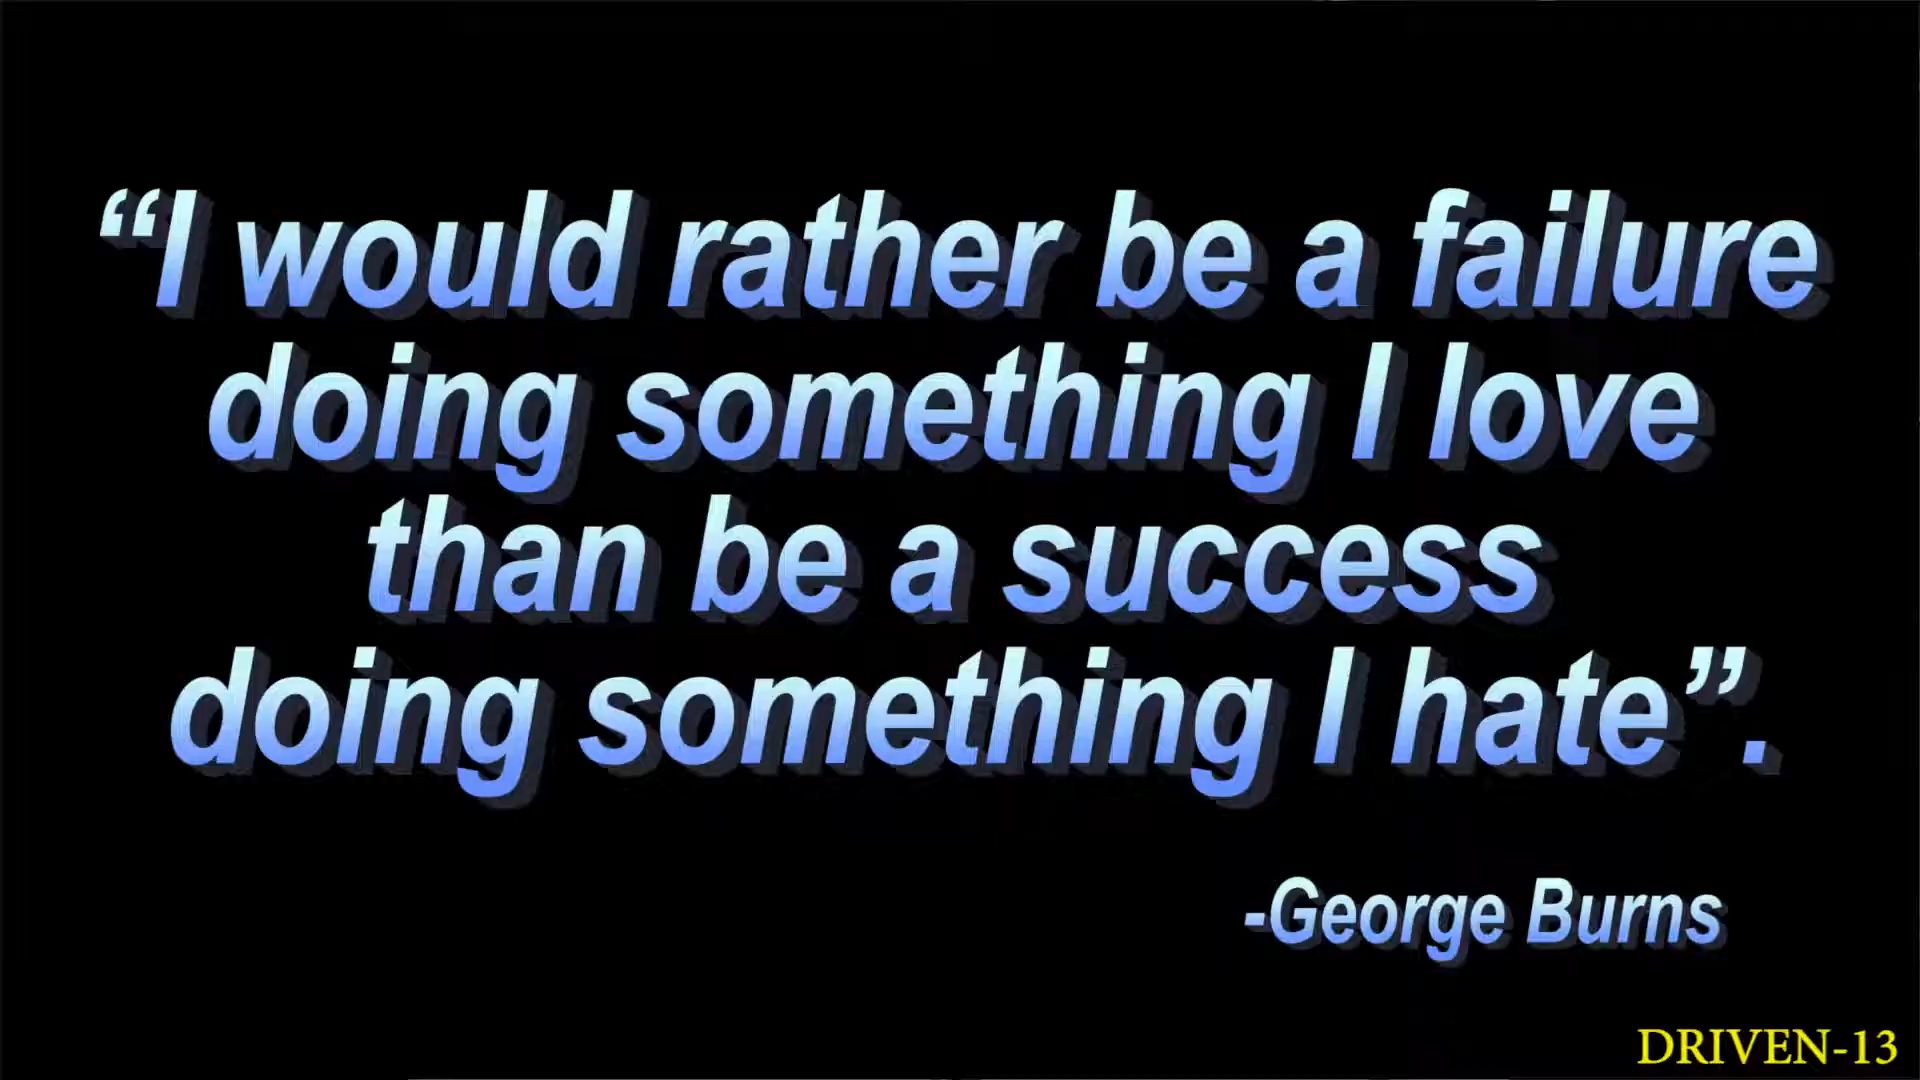 “I would rather be a failure
doing something I love
than be a success
doing something I hate”.
-George Burns
DRIVEN-13